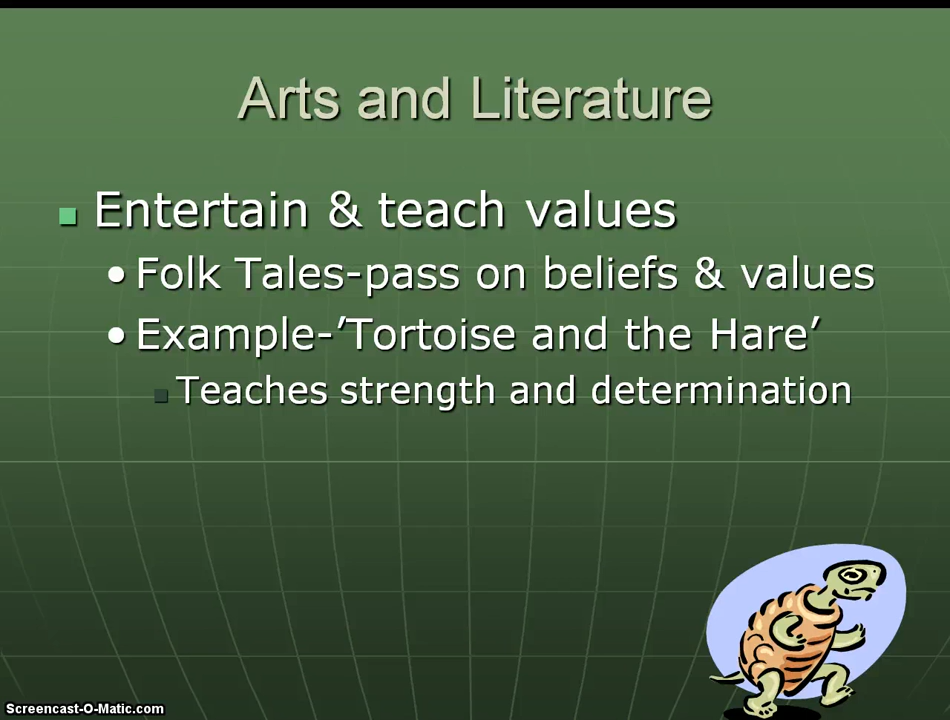 Arts and Literature
Entertain & teach values
Folk Tales-pass on beliefs & values
Example-’Tortoise and the Hare’
Teaches strength and determination
Screencast-O-Matic.com